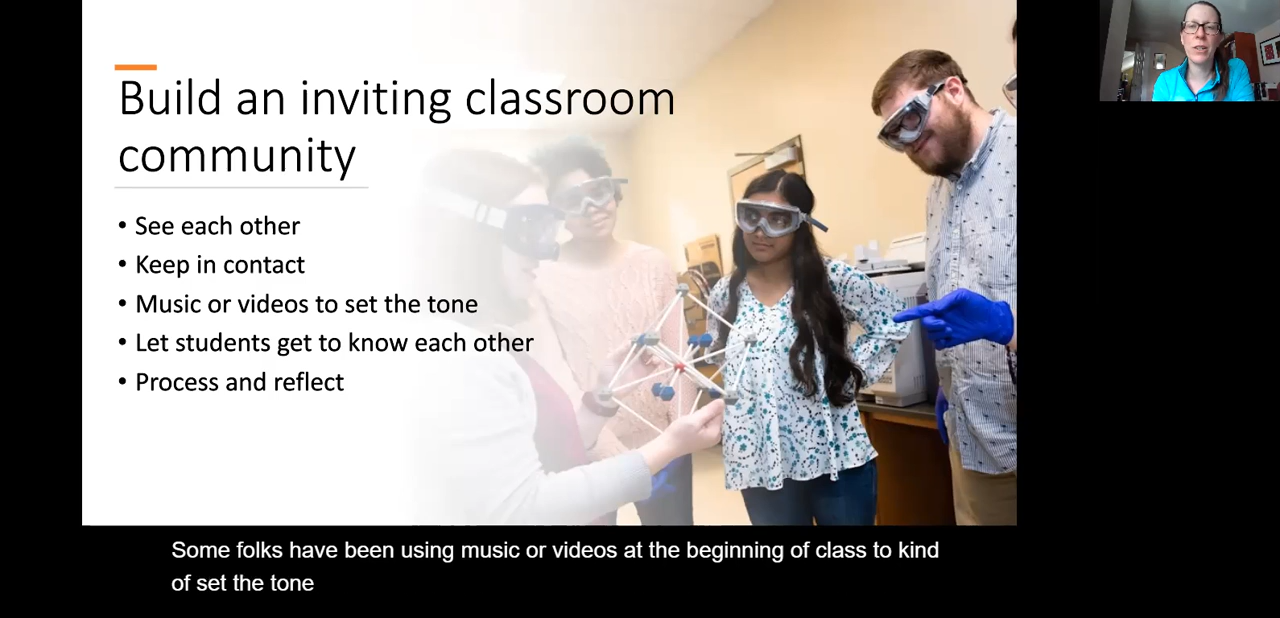 Build an inviting classroom
community
• See each other
• Keep in contact
• Music or videos to set the tone
• Let students get to know each other
• Process and reflect
Some folks have been using music or videos at the beginning of class to kind
of set the tone